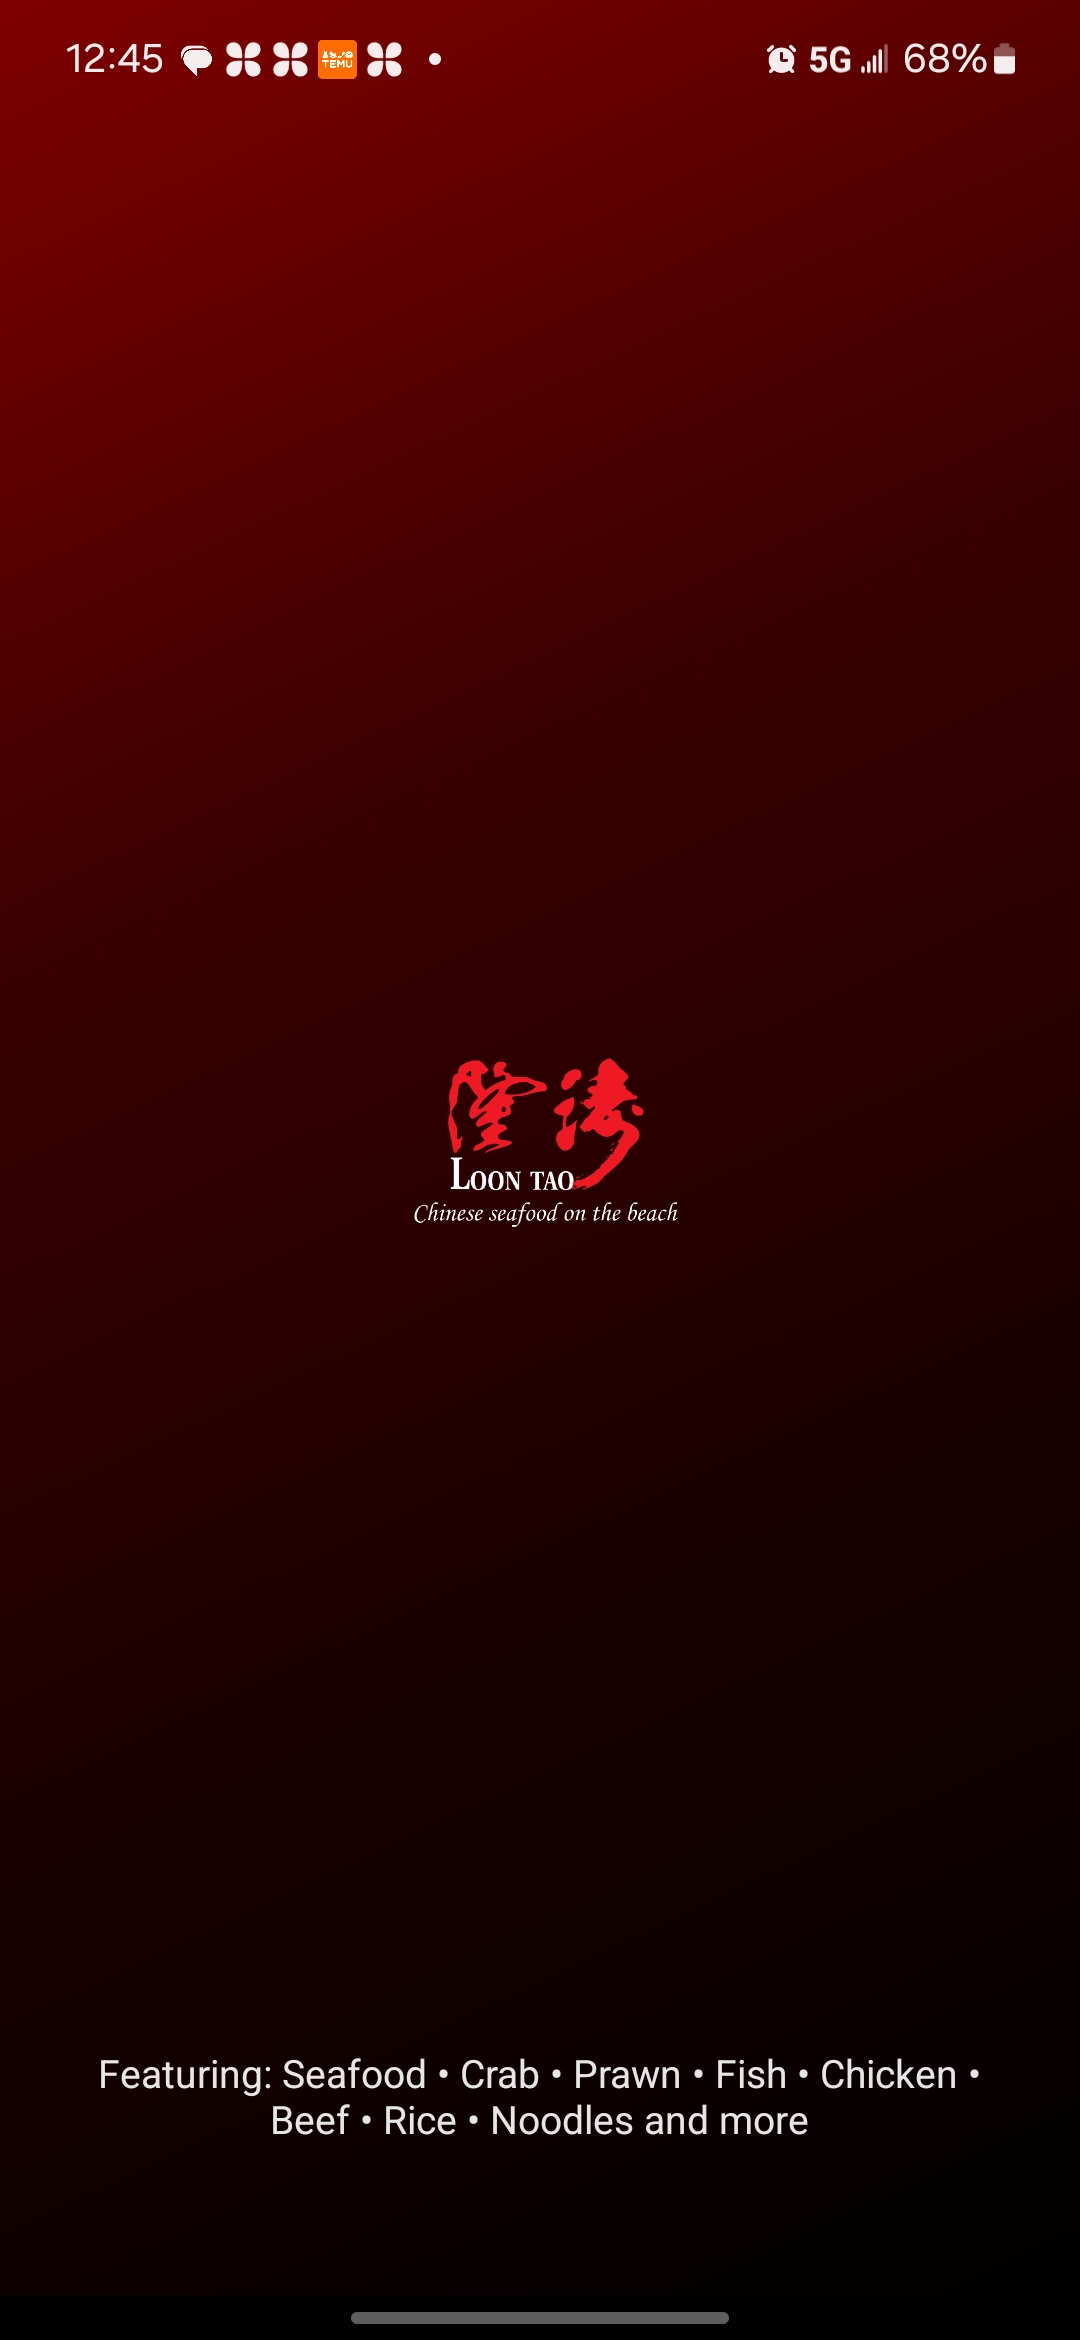 12:45
TEMU
5G 68%
隆濤
LOON TAO
Chinese seafood on the beach
Featuring: Seafood • Crab • Prawn • Fish • Chicken •
Beef • Rice • Noodles and more